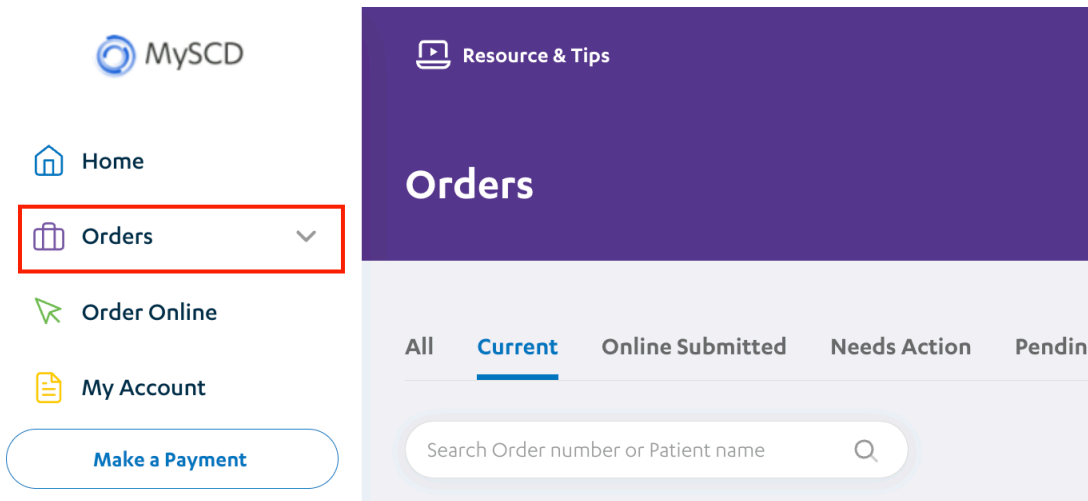 MySCD
Home
Orders
Order Online
My Account
Make a Payment
Resource & Tips
Orders
All Current Online Submitted Needs Action Pendin
Search Order number or Patient name